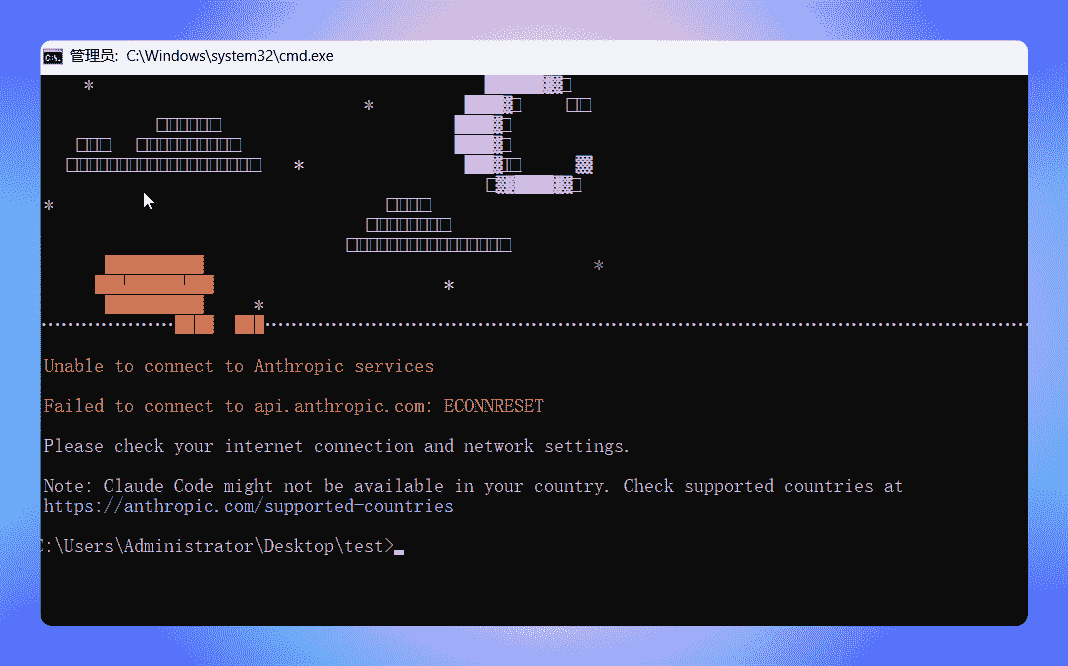 管理员: C:\Windows\system32\cmd.exe
Unable to connect to Anthropic services
Failed to connect to api.anthropic.com: ECONNRESET
Please check your internet connection and network settings.
Note: Claude Code might not be available in your country. Check supported countries at
https://anthropic.com/supported-countries
C:\Users\Administrator\Desktop\test>